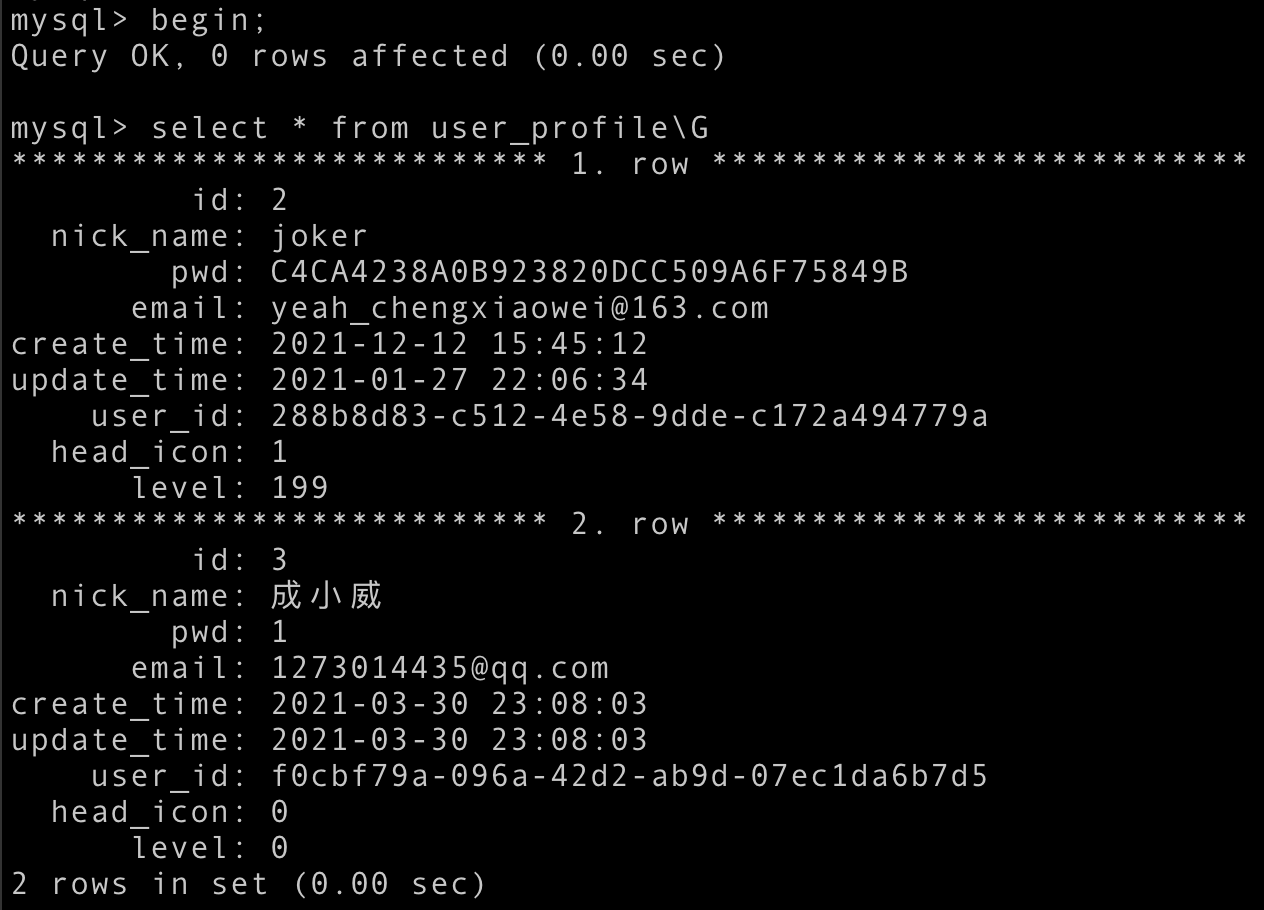 mysql> begin;
Query OK, 0 rows affected (0.00 sec)
mysql> select * from user_profile\G
*************************** 1. row ***************************
id: 2
nick_name: joker
pwd: C4CA4238A0B923820DCC509A6F75849B
email: yeah_chengxiaowei@163.com
create_time: 2021-12-12 15:45:12
update_time: 2021-01-27 22:06:34
user_id: 288b8d83-c512-4e58-9dde-c172a494779a
head_icon: 1
level: 199
*************************** 2. row ***************************
id: 3
nick_name: 成小威
pwd: 1
email: 1273014435@qq.com
create_time: 2021-03-30 23:08:03
update_time: 2021-03-30 23:08:03
user_id: f0cbf79a-096a-42d2-ab9d-07ec1da6b7d5
head_icon: 0
level: 0
2 rows in set (0.00 sec)